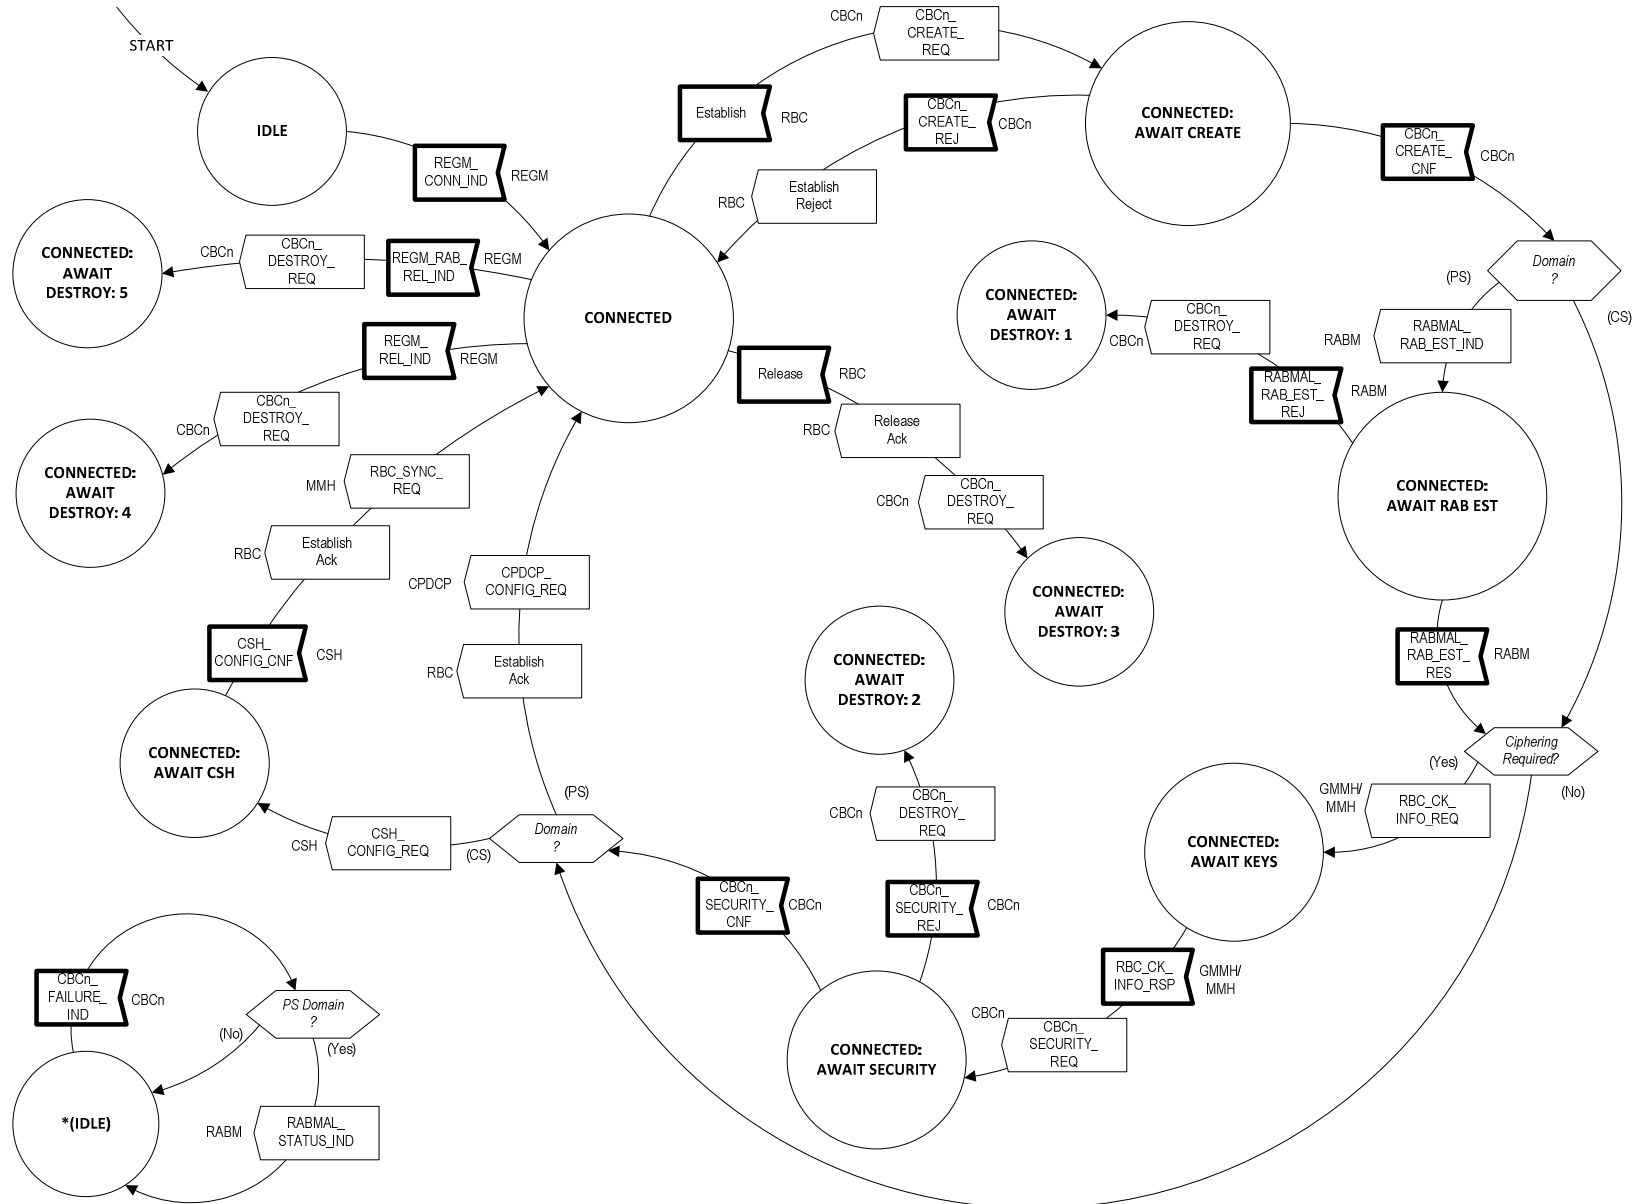 START
IDLE
REGM_
CONN_IND
REGM
CBCn
CBCn_
CREATE_
REQ
Establish
RBC
CBCn_
CREATE_
REJ
CBCn
RBC
Establish
Reject
CONNECTED:
AWAIT CREATE
CBCn_
CREATE_
CNF
CBCn
CONNECTED:
AWAIT
DESTROY: 5
CBCn
CBCn_
DESTROY_
REQ
REGM_RAB_
REL_IND
REGM
CONNECTED
REGM_
REL_IND
REGM
CBCn
CBCn_
DESTROY_
REQ
CONNECTED:
AWAIT
DESTROY: 4
Domain
?
(PS)
(CS)
RABM
RABMAL_
RAB_EST_IND
CONNECTED:
AWAIT
DESTROY: 1
CBCn
CBCn_
DESTROY_
REQ
RABMAL_
RAB_EST_
REJ
RABM
CONNECTED:
AWAIT RAB EST
Release
RBC
RBC
Release
Ack
CBCn
CBCn_
DESTROY_
REQ
CONNECTED:
AWAIT
DESTROY: 3
MMH
RBC_SYNC_
REQ
RBC
Establish
Ack
CSH_
CONFIG_CNF
CSH
CONNECTED:
AWAIT CSH
CPDCP
CPDCP_
CONFIG_REQ
RBC
Establish
Ack
(PS)
Domain
?
(CS)
CSH
CSH_
CONFIG_REQ
CONNECTED:
AWAIT
DESTROY: 2
CBCn
CBCn_
DESTROY_
REQ
CBCn_
SECURITY_
REJ
CBCn
CBCn_
SECURITY_
CNF
CBCn
RABMAL_
RAB_EST_
RES
RABM
Ciphering
Required?
(Yes)
(No)
GMMH/
MMH
RBC_CK_
INFO_REQ
CONNECTED:
AWAIT KEYS
RBC_CK_
INFO_RSP
GMMH/
MMH
CBCn
CBCn_
SECURITY_
REQ
CONNECTED:
AWAIT SECURITY
CBCn_
FAILURE_
IND
CBCn
PS Domain
?
(No)
(Yes)
*(IDLE)
RABM
RABMAL_
STATUS_IND